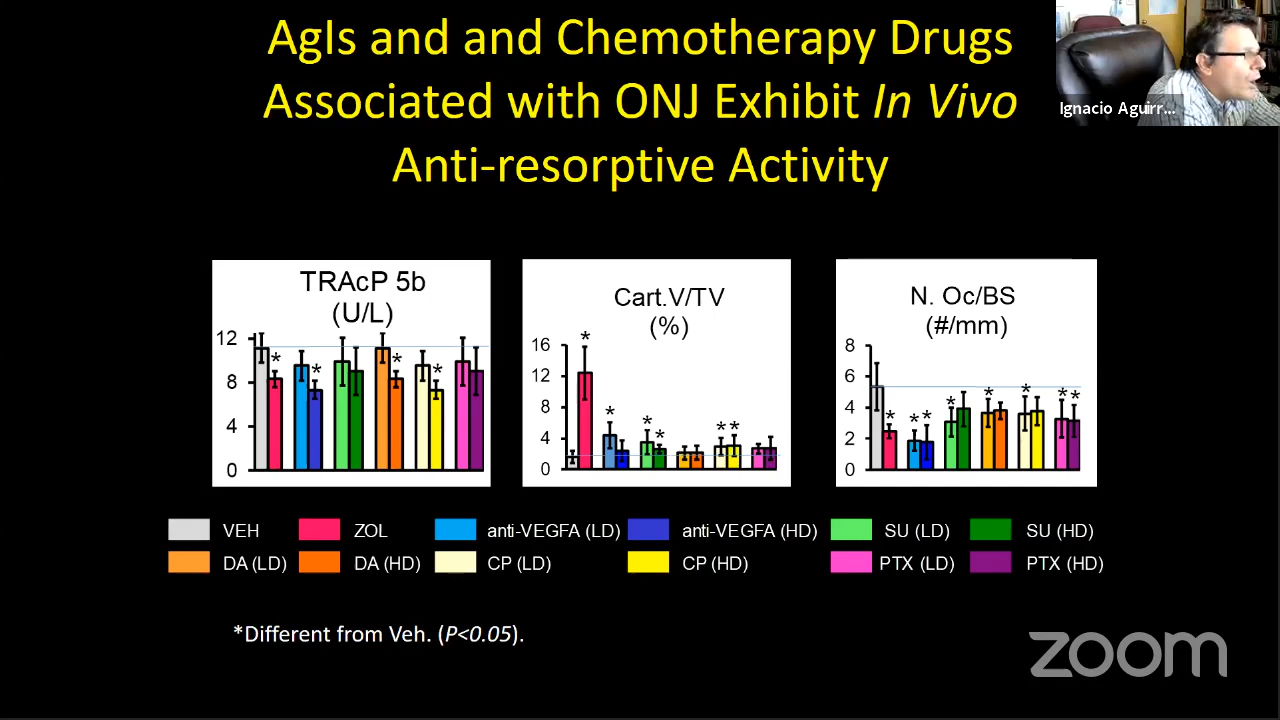 AgIs and and Chemotherapy Drugs
Associated with ONJ Exhibit In Vivo
Anti-resorptive Activity
Ignacio Aguirr...
TRAcP 5b
(U/L)
12
8
4
0
* * * *
Cart.V/TV
(%)
16
12
8
4
0
* * * * * *
N. Oc/BS
(#/mm)
8
6
4
2
0
* * * * * * * *
VEH ZOL anti-VEGFA (LD) anti-VEGFA (HD) SU (LD) SU (HD)
DA (LD) DA (HD) CP (LD) CP (HD) PTX (LD) PTX (HD)
*Different from Veh. (P<0.05).
zoom